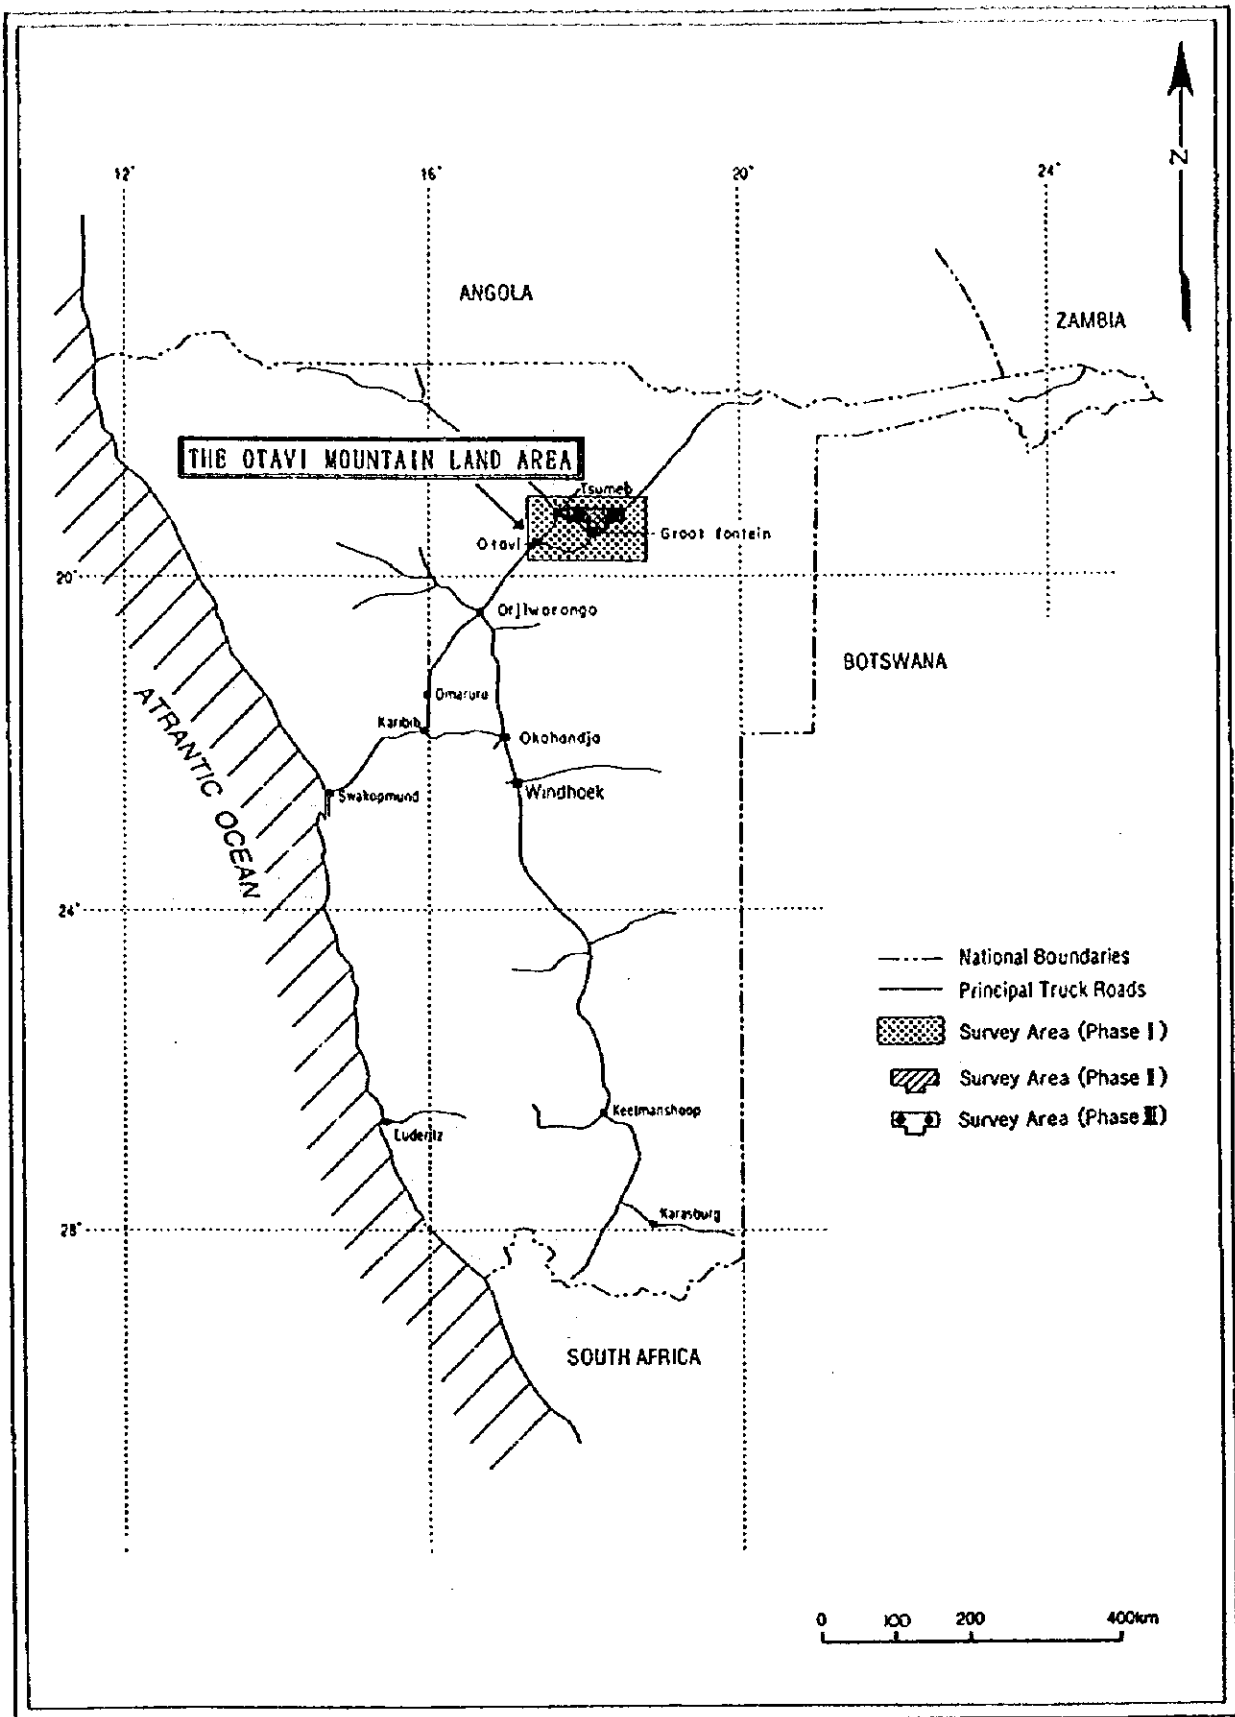 N
12°
16°
20°
24°
ANGOLA
ZAMBIA
THE OTAVI MOUNTAIN LAND AREA
Tsumeb
Otavi
Groot fontein
20°
Otjiworongo
BOTSWANA
Omaruru
Karibib
Okahandja
ATRANTIC OCEAN
Swakopmund
Windhoek
24°
National Boundaries
Principal Truck Roads
Survey Area (Phase I)
Survey Area (Phase II)
Survey Area (Phase III)
Keetmanshoop
Luderitz
Karasburg
28°
SOUTH AFRICA
0 100 200 400km